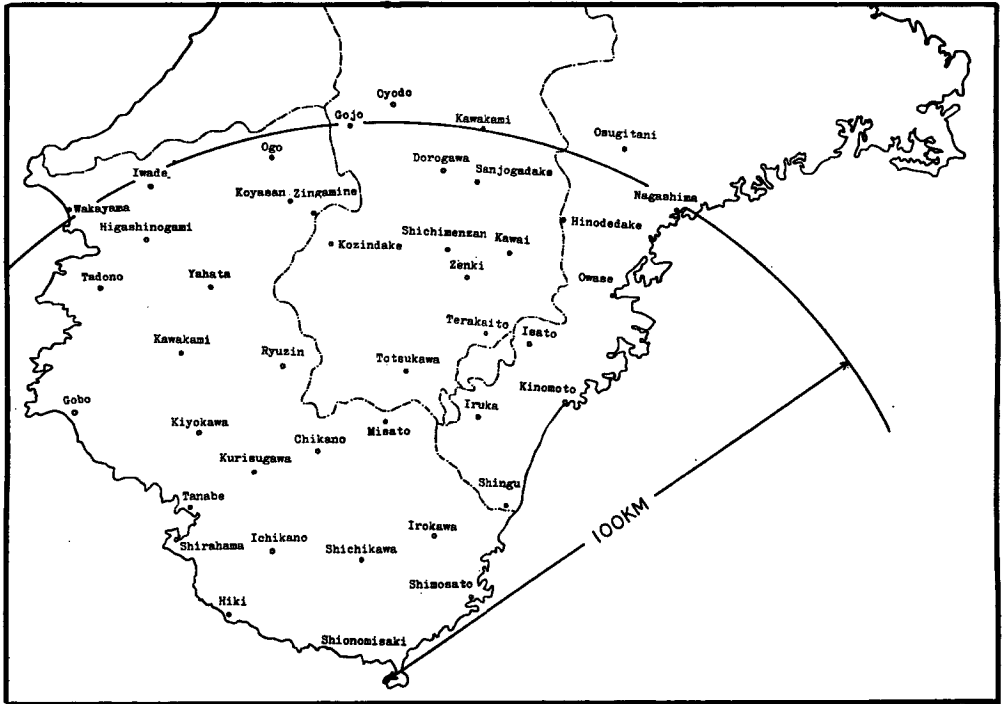 Oyodo
Gojo
Kawakami
Osugitani
Ogo
Dorogawa
Sanjogadake
Iwade
Koyasan Zingamine
Nagashima
Wakayama
Higashinogami
Hinodedake
Kozindake
Shichimenzan
Kawai
Zenki
Tadono
Yahata
Owase
Terakaito
Isato
Kawakami
Ryuzin
Totsukawa
Kinomoto
Gobo
Iruka
Kiyokawa
Misato
Chikano
Kurisugawa
Shingu
Tanabe
100KM
Irokawa
Shirahama
Ichikano
Shichikawa
Shimosato
Hiki
Shionomisaki